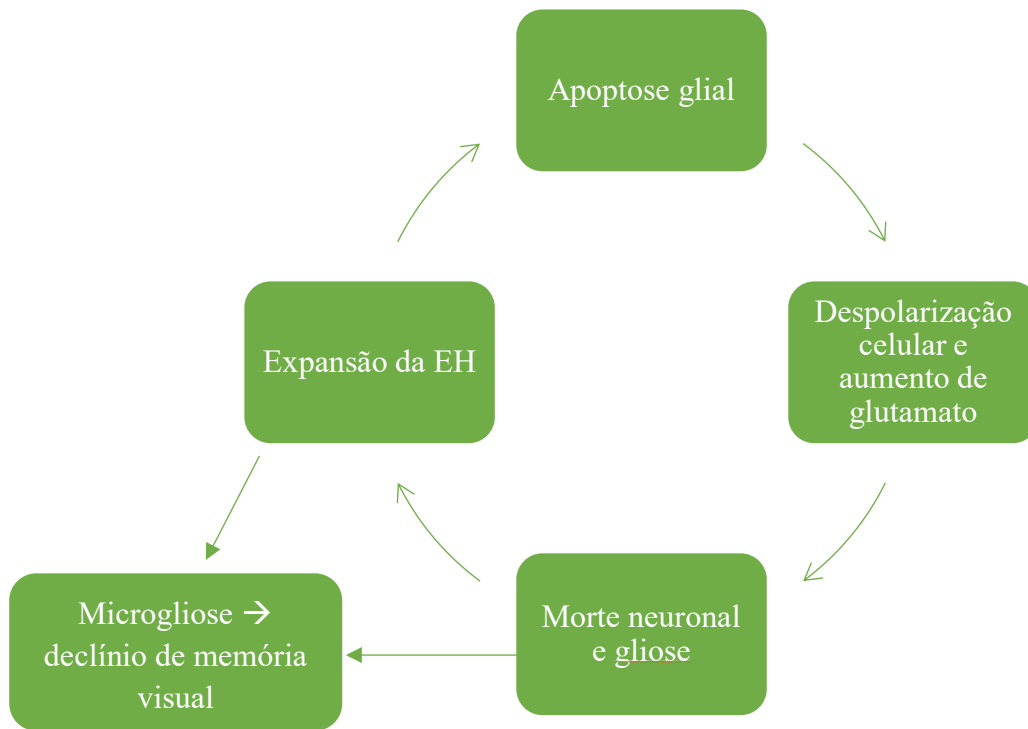 Apoptose glial
Despolarização
celular e
aumento de
glutamato
Expansão da EH
Morte neuronal
e gliose
Microgliose →
declínio de memória
visual